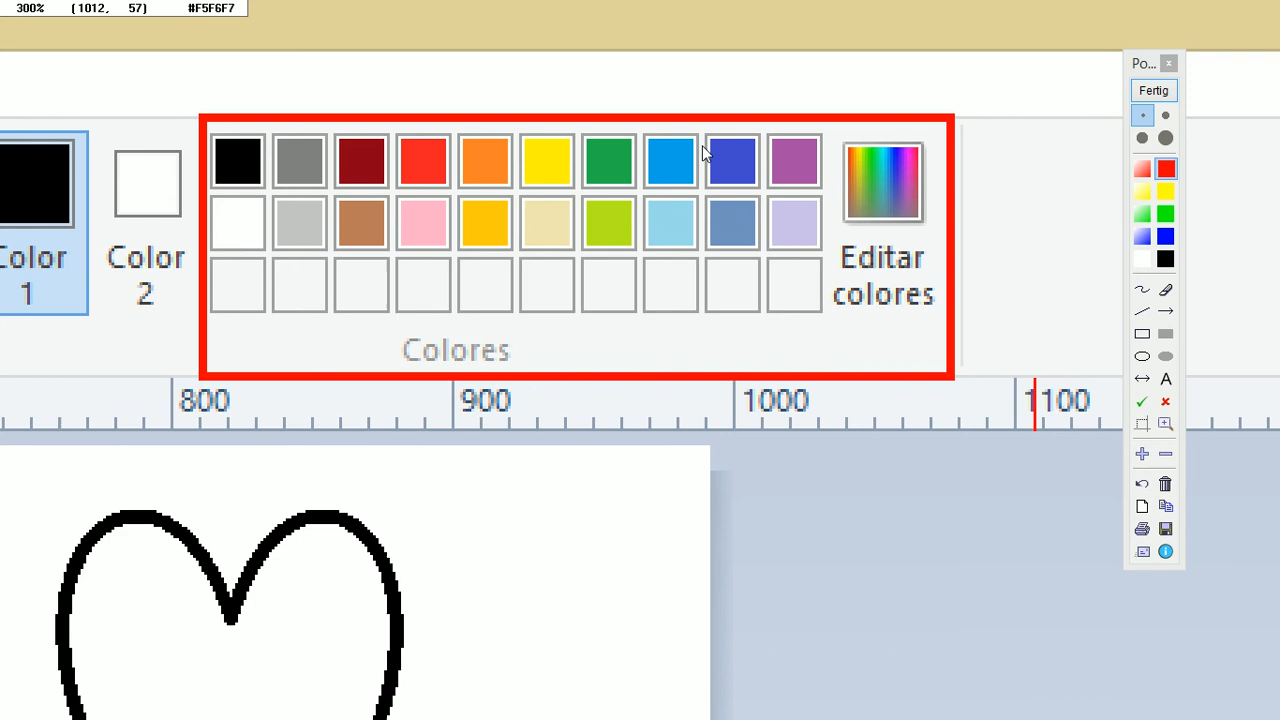 300% (1012, 57) #F5F6F7
Po...
Fertig
Color
1
Color
2
Editar
colores
Colores
800 900 1000 1100
A